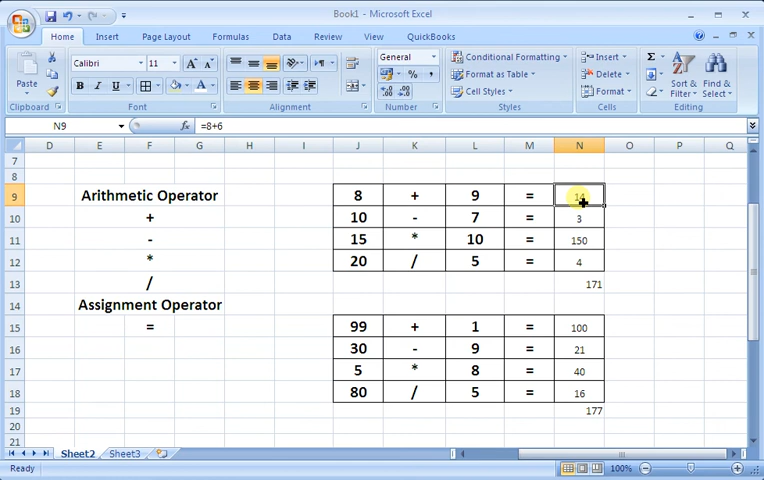 Book1 - Microsoft Excel
Home Insert Page Layout Formulas Data Review View QuickBooks
Paste
Clipboard
Calibri 11
B I U A
Font
Alignment
General
$ % ,
Number
Conditional Formatting
Format as Table
Cell Styles
Styles
Insert
Delete
Format
Cells
Σ
Sort & Filter
Find & Select
Editing
N9 fx =8+6
D E F G H I J K L M N O P Q
7
8
9 Arithmetic Operator 8 + 9 = 14
10 + 10 - 7 = 3
11 - 15 * 10 = 150
12 * 20 / 5 = 4
13 / 171
14 Assignment Operator
15 = 99 + 1 = 100
16 30 - 9 = 21
17 5 * 8 = 40
18 80 / 5 = 16
19 177
20
21
Sheet2 Sheet3
Ready 100%